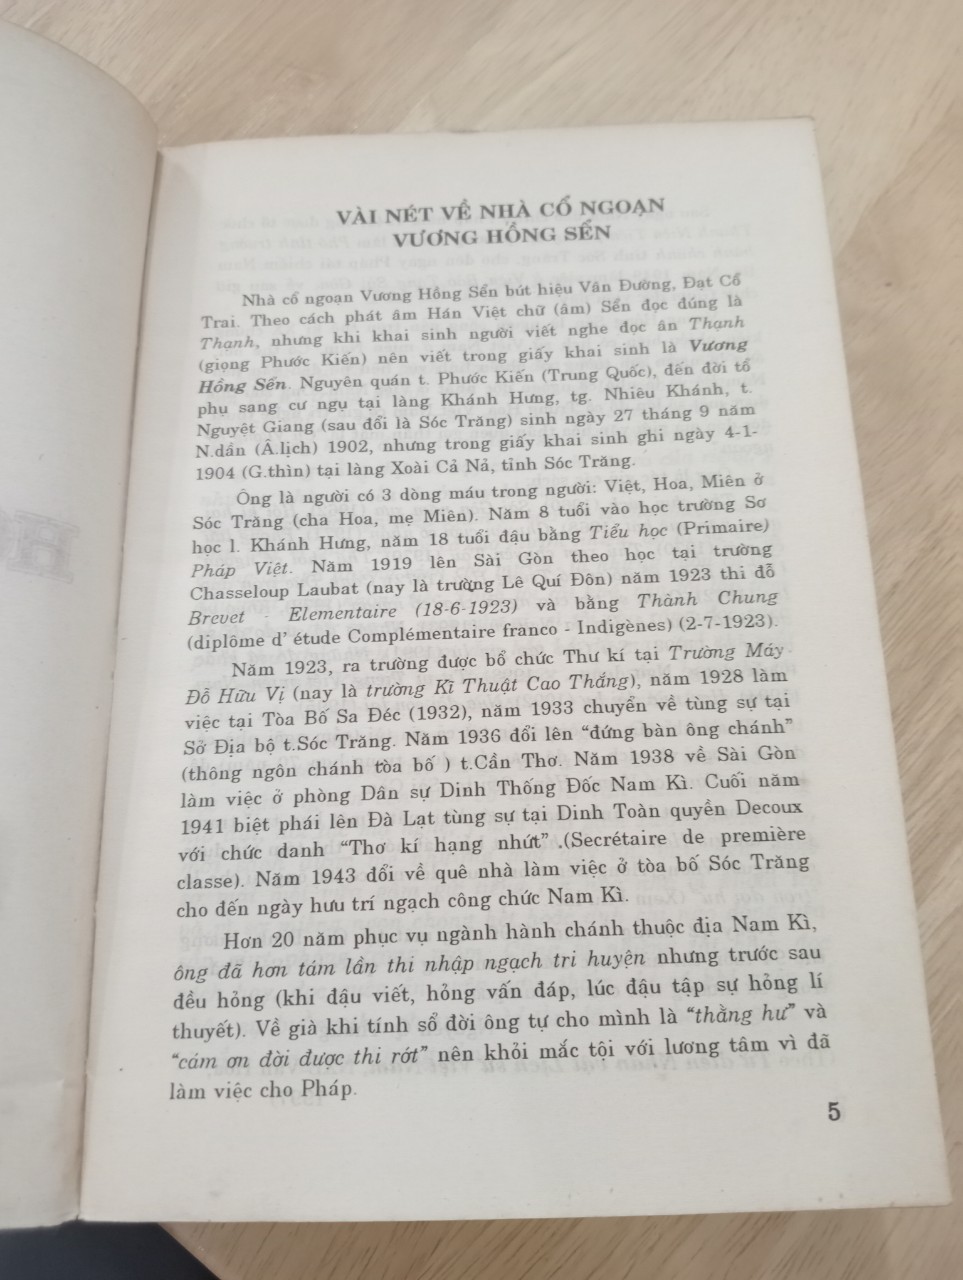 VÀI NÉT VỀ NHÀ CỔ NGOẠN
VƯƠNG HỒNG SỂN
Nhà cổ ngoạn Vương Hồng Sển bút hiệu Vân Đường, Đạt Cổ
Trai. Theo cách phát âm Hán Việt chữ (âm) Sển đọc đúng là
Thạnh, nhưng khi khai sinh người viết nghe đọc ân Thạnh
(giọng Phước Kiến) nên viết trong giấy khai sinh là Vương
Hồng Sển. Nguyên quán t. Phước Kiến (Trung Quốc), đến đời tổ
phụ sang cư ngụ tại làng Khánh Hưng, tg. Nhiêu Khánh, t.
Nguyệt Giang (sau đổi là Sóc Trăng) sinh ngày 27 tháng 9 năm
N.dần (Â.lịch) 1902, nhưng trong giấy khai sinh ghi ngày 4-1-
1904 (G.thìn) tại làng Xoài Cả Nả, tỉnh Sóc Trăng.
Ông là người có 3 dòng máu trong người: Việt, Hoa, Miên ở
Sóc Trăng (cha Hoa, mẹ Miên). Năm 8 tuổi vào học trường Sơ
học l. Khánh Hưng, năm 18 tuổi đậu bằng Tiểu học (Primaire)
Pháp Việt. Năm 1919 lên Sài Gòn theo học tại trường
Chasseloup Laubat (nay là trường Lê Quí Đôn) năm 1923 thi đỗ
Brevet - Elementaire (18-6-1923) và bằng Thành Chung
(diplôme d' étude Complémentaire franco - Indigènes) (2-7-1923).
Năm 1923, ra trường được bổ chức Thư kí tại Trường Máy
Đỗ Hữu Vị (nay là trường Kĩ Thuật Cao Thắng), năm 1928 làm
việc tại Tòa Bố Sa Đéc (1932), năm 1933 chuyển về tùng sự tại
Sở Địa bộ t.Sóc Trăng. Năm 1936 đổi lên “đứng bàn ông chánh”
(thông ngôn chánh tòa bố ) t.Cần Thơ. Năm 1938 về Sài Gòn
làm việc ở phòng Dân sự Dinh Thống Đốc Nam Kì. Cuối năm
1941 biệt phái lên Đà Lạt tùng sự tại Dinh Toàn quyền Decoux
với chức danh “Thơ kí hạng nhứt” .(Secrétaire de première
classe). Năm 1943 đổi về quê nhà làm việc ở tòa bố Sóc Trăng
cho đến ngày hưu trí ngạch công chức Nam Kì.
Hơn 20 năm phục vụ ngành hành chánh thuộc địa Nam Kì,
ông đã hơn tám lần thi nhập ngạch tri huyện nhưng trước sau
đều hỏng (khi đậu viết, hỏng vấn đáp, lúc đậu tập sự hỏng lí
thuyết). Về già khi tính sổ đời ông tự cho mình là “thằng hư” và
“cám ơn đời được thi rớt” nên khỏi mắc tội với lương tâm vì đã
làm việc cho Pháp.
5